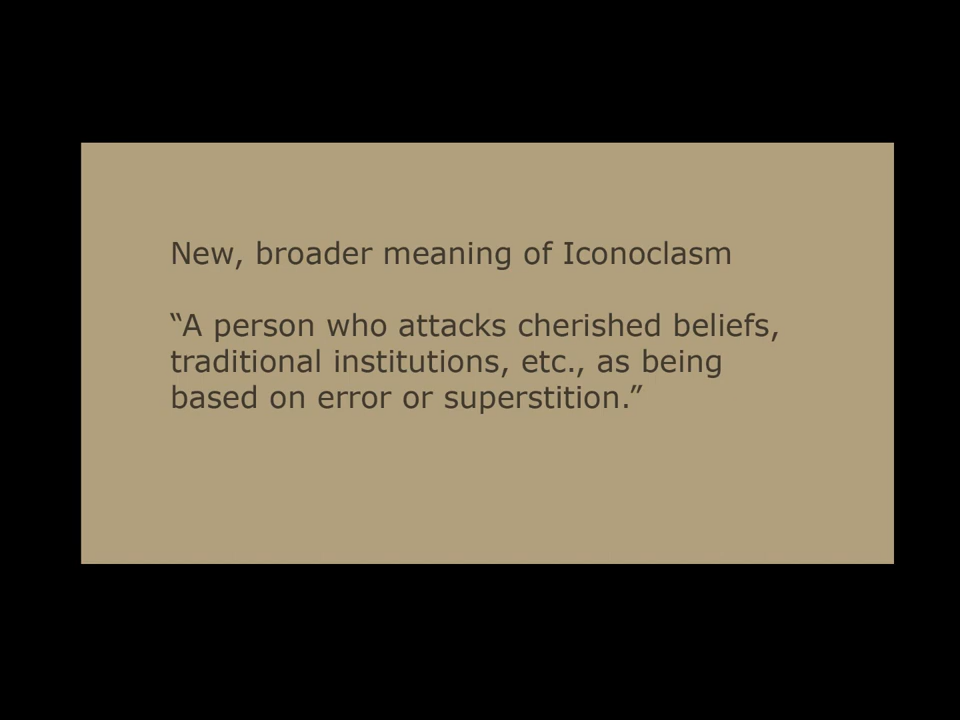 New, broader meaning of Iconoclasm
“A person who attacks cherished beliefs,
traditional institutions, etc., as being
based on error or superstition.”